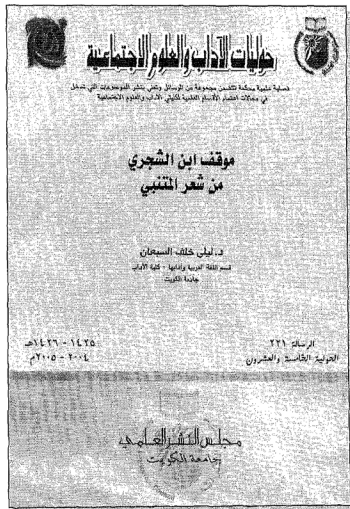 حوليات الآداب والعلوم الاجتماعية
فصلية علمية محكمة تتضمن مجموعة من الرسائل وتعنى بنشر الموضوعات التي تدخل
في مجالات اهتمام الأقسام العلمية لكليتي الآداب والعلوم الاجتماعية
موقف ابن الشجري
من شعر المتنبي
د. ليلى خلف السبعان
قسم اللغة العربية وآدابها - كلية الآداب
جامعة الكويت
الرسالة ٢٢١
الحولية الخامسة والعشرون
١٤٢٥ - ١٤٢٦هـ
٢٠٠٤ - ٢٠٠٥م
مجلس النشر العلمي
جامعة الكويت